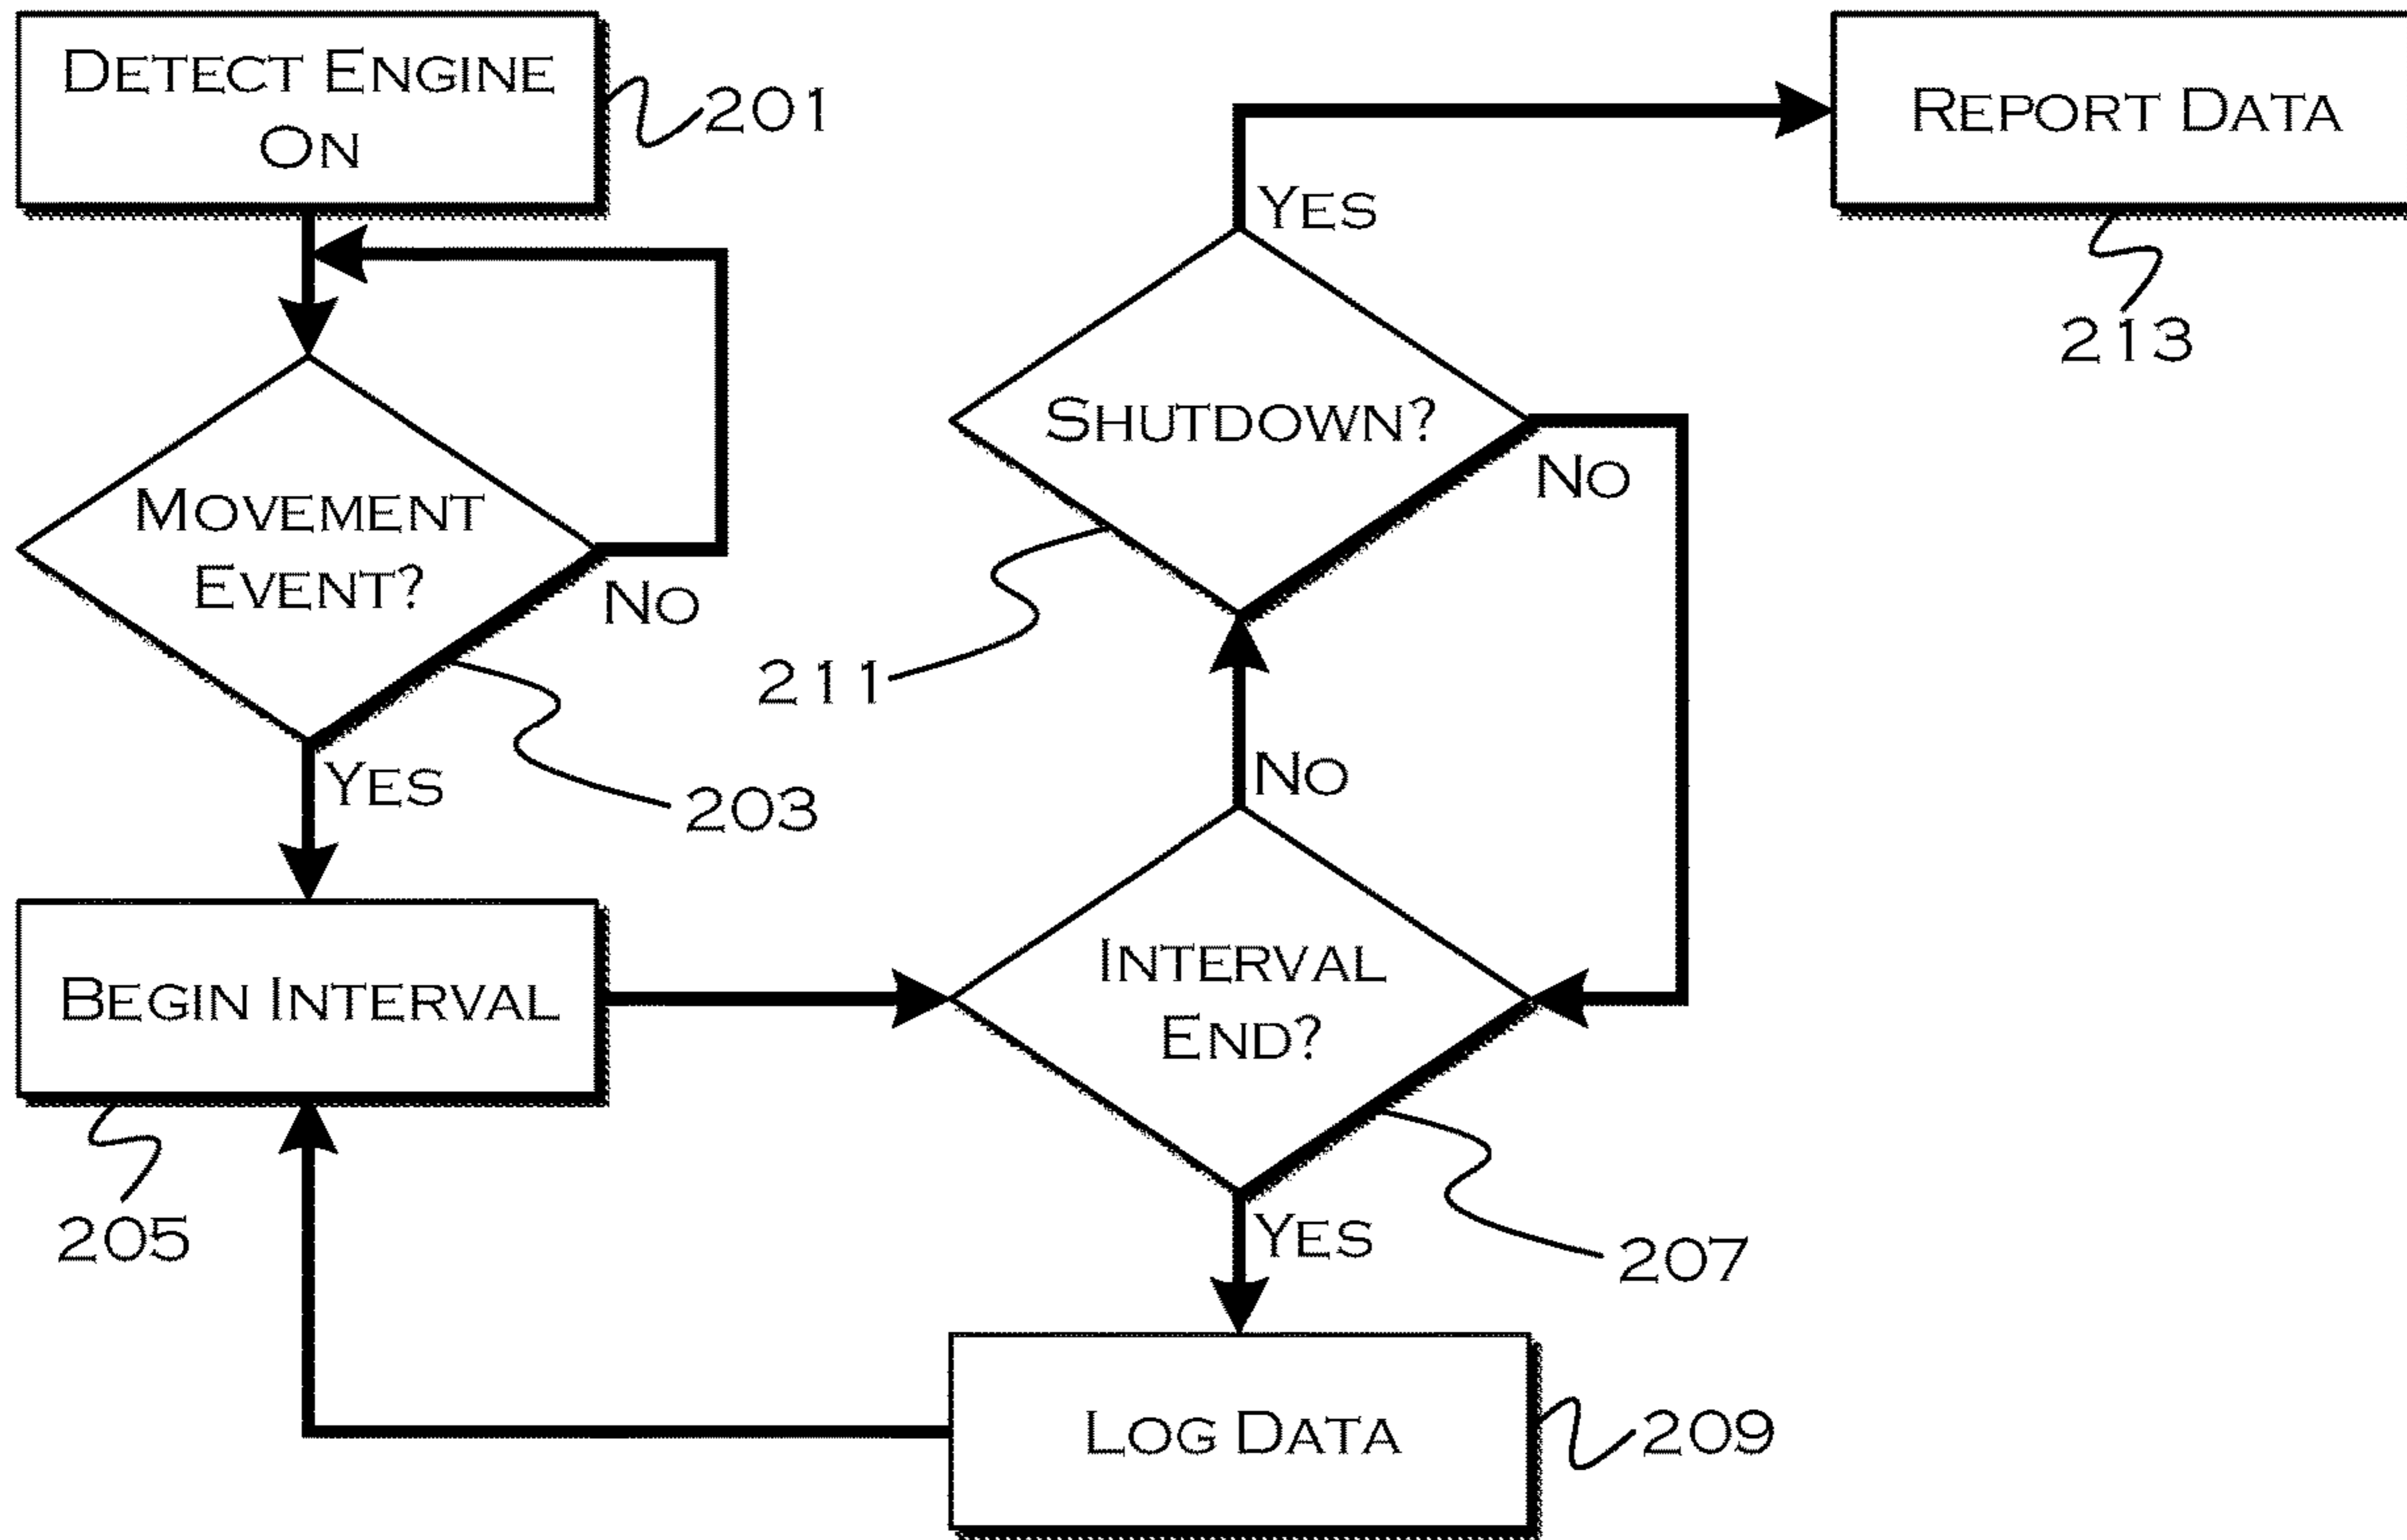 DETECT ENGINE
ON
201
MOVEMENT
EVENT?
NO
203
YES
BEGIN INTERVAL
205
INTERVAL
END?
207
YES
LOG DATA
209
NO
SHUTDOWN?
211
NO
YES
REPORT DATA
213